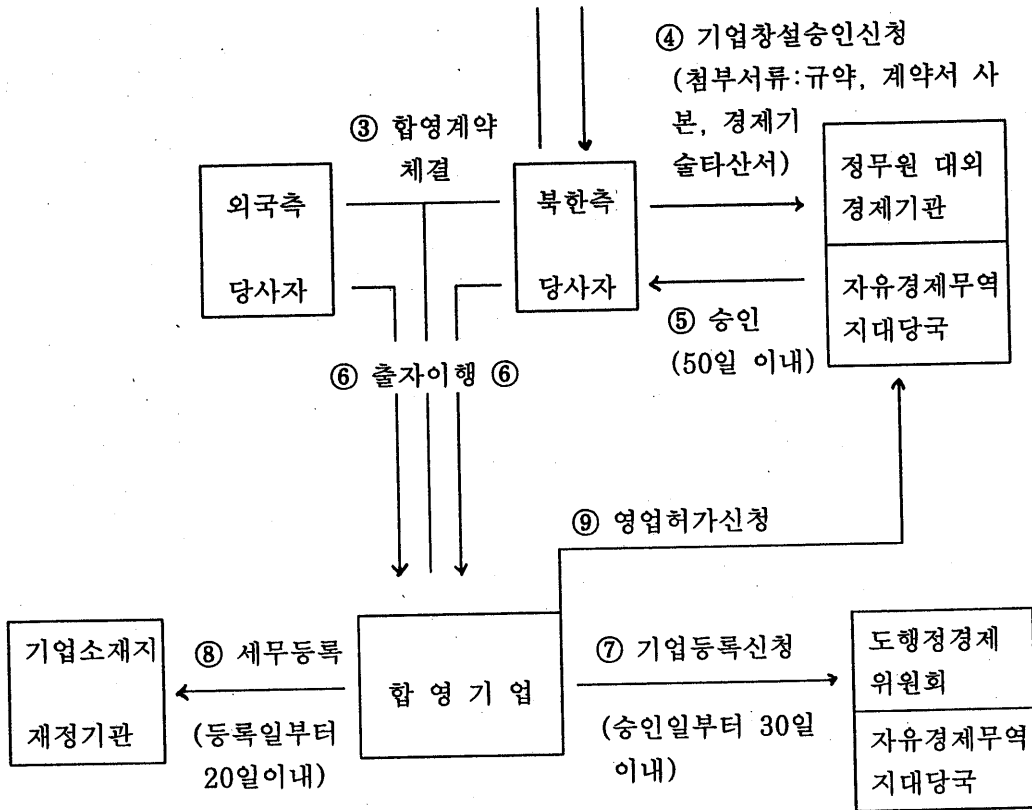 ④ 기업창설승인신청
(첨부서류:규약, 계약서 사
본, 경제기
술타산서)
③ 합영계약
체결
외국측
당사자
북한측
당사자
정무원 대외
경제기관
자유경제무역
지대당국
⑤ 승인
(50일 이내)
⑥ 출자이행 ⑥
⑨ 영업허가신청
기업소재지
재정기관
⑧ 세무등록
(등록일부터
20일이내)
합 영 기 업
⑦ 기업등록신청
(승인일부터 30일
이내)
도행정경제
위원회
자유경제무역
지대당국